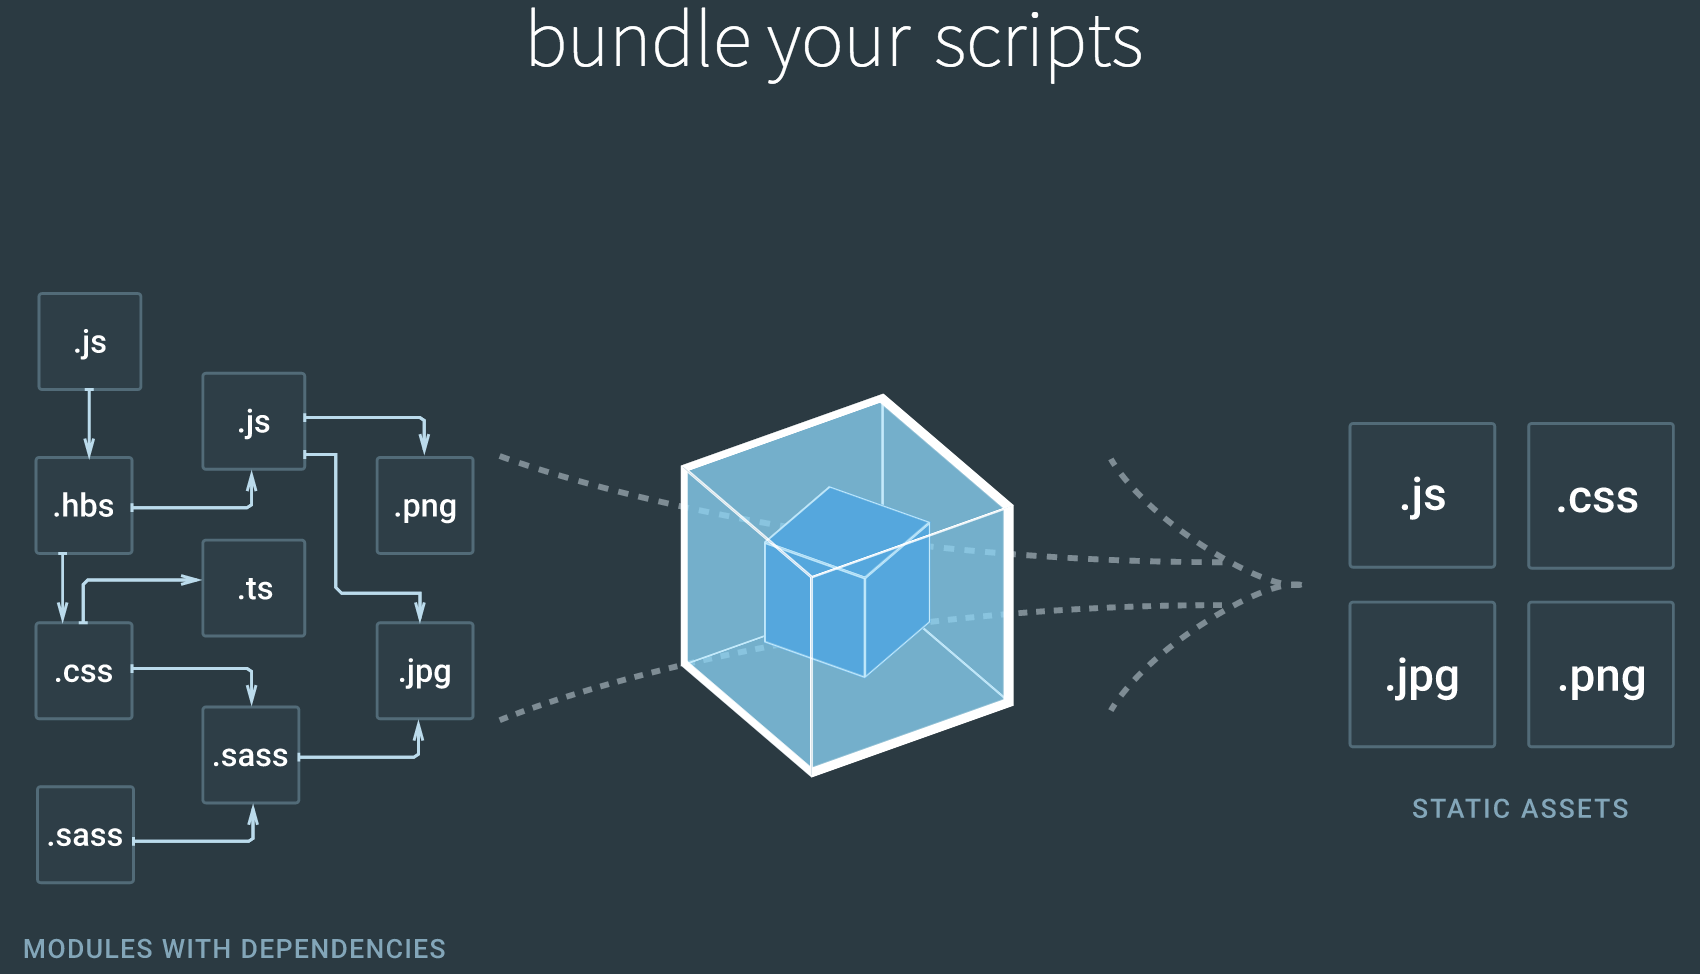 bundle your scripts
.js
.js
.hbs
.png
.ts
.css
.jpg
.sass
.sass
MODULES WITH DEPENDENCIES
.js
.css
.jpg
.png
STATIC ASSETS